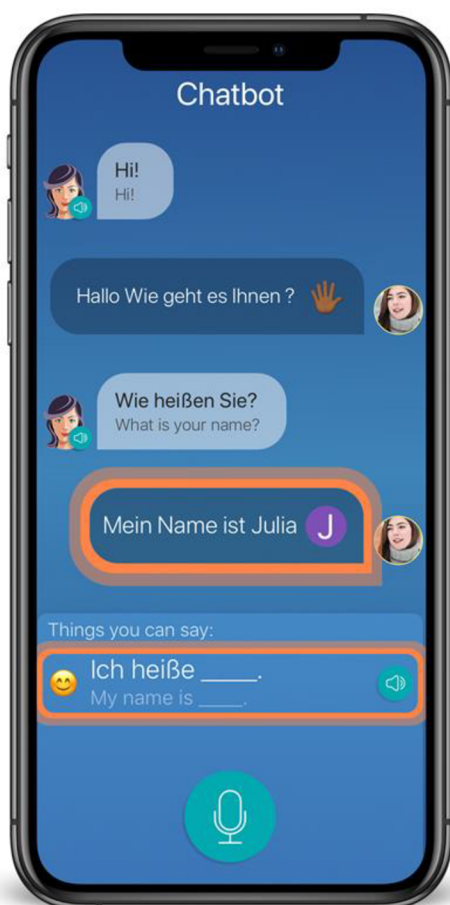 Chatbot
Hi!
Hi!
Hallo Wie geht es Ihnen ?
Wie heißen Sie?
What is your name?
Mein Name ist Julia J
Things you can say:
Ich heiße ____.
My name is ____.